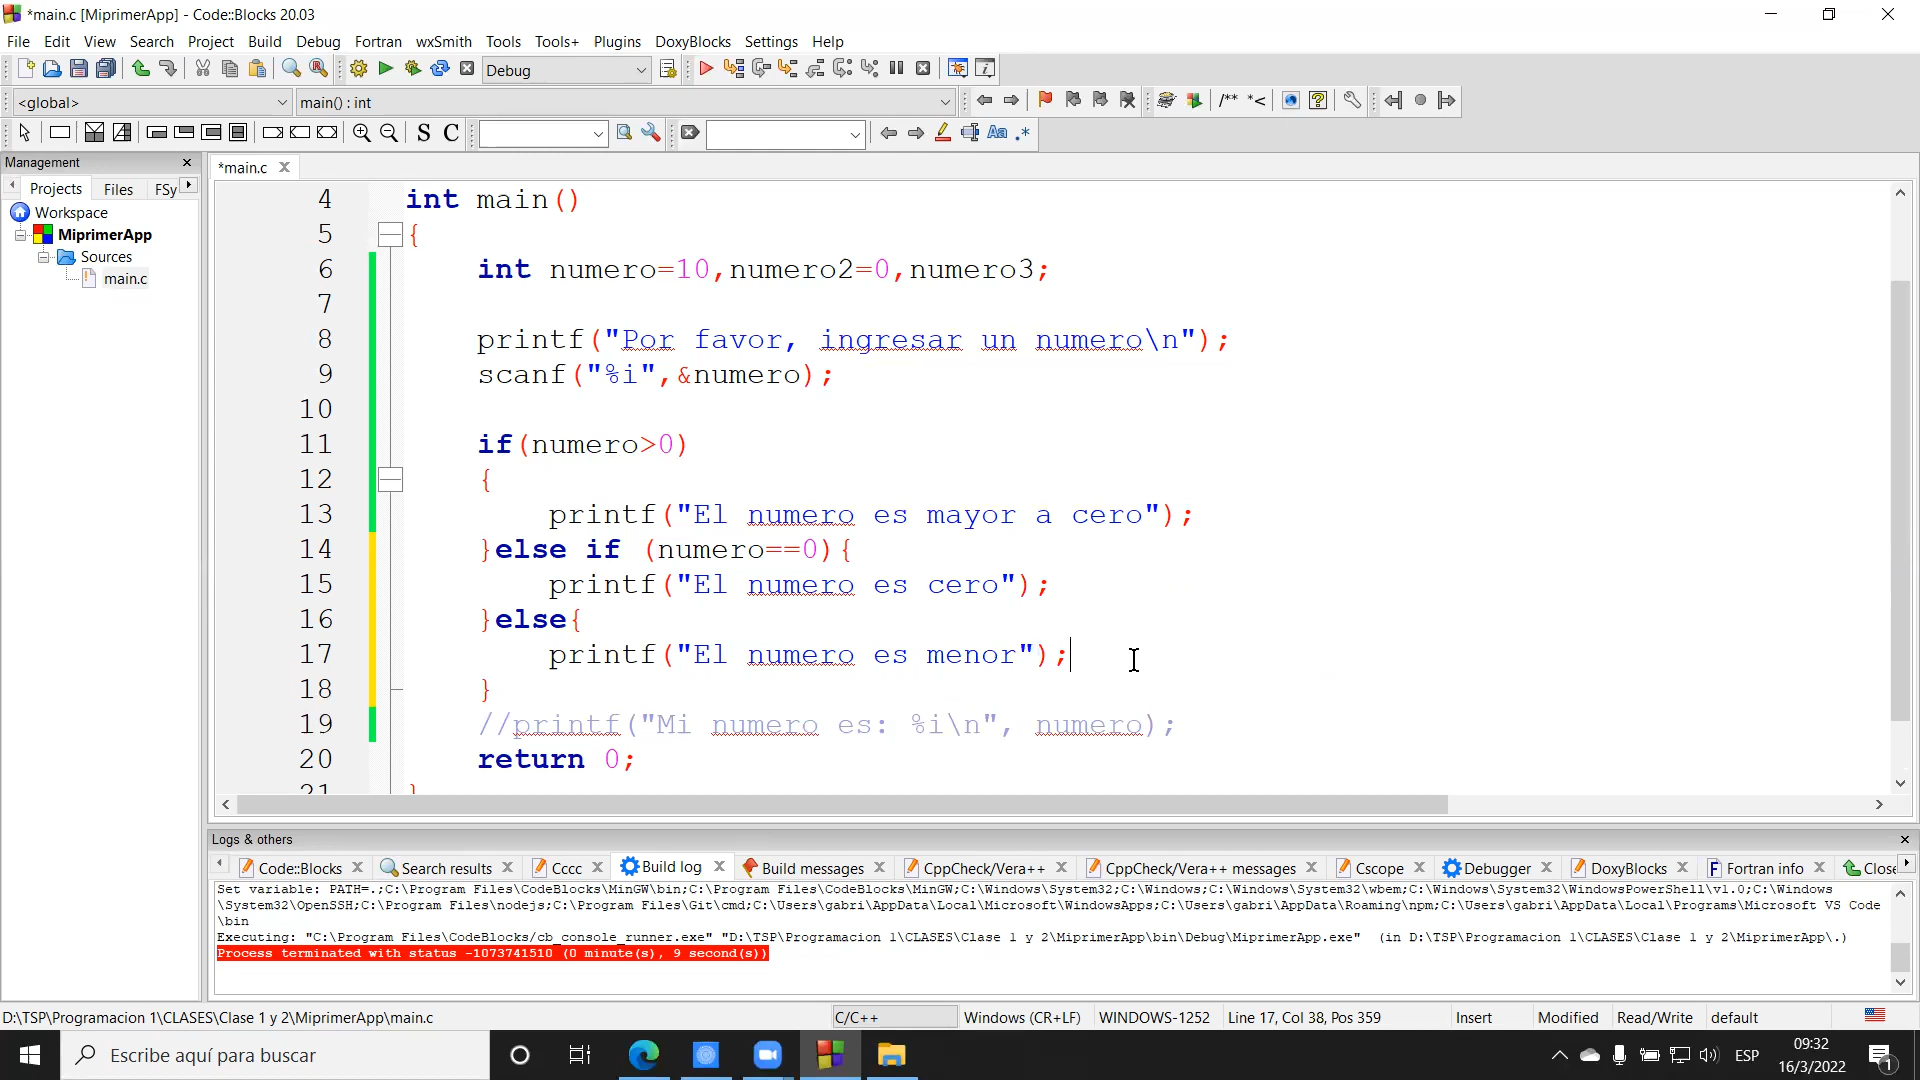 *main.c [MiprimerApp] - Code::Blocks 20.03
File Edit View Search Project Build Debug Fortran wxSmith Tools Tools+ Plugins DoxyBlocks Settings Help
Debug
<global> main() : int
/** *<
S C Aa .*
Management
*main.c
Projects Files FSy
Workspace
MiprimerApp
Sources
main.c
4 int main()
5 {
6 int numero=10,numero2=0,numero3;
7
8 printf("Por favor, ingresar un numero\n");
9 scanf("%i",&numero);
10
11 if(numero>0)
12 {
13 printf("El numero es mayor a cero");
14 }else if (numero==0){
15 printf("El numero es cero");
16 }else{
17 printf("El numero es menor");
18 }
19 //printf("Mi numero es: %i\n", numero);
20 return 0;
21 }
Logs & others
Code::Blocks Search results Cccc Build log Build messages CppCheck/Vera++ CppCheck/Vera++ messages Cscope Debugger DoxyBlocks Fortran info Close
Set variable: PATH=.;C:\Program Files\CodeBlocks\MinGW\bin;C:\Program Files\CodeBlocks\MinGW;C:\Windows\System32;C:\Windows;C:\Windows\System32\wbem;C:\Windows\System32\WindowsPowerShell\v1.0;C:\Windows
\System32\OpenSSH;C:\Program Files\nodejs;C:\Program Files\Git\cmd;C:\Users\gabri\AppData\Local\Microsoft\WindowsApps;C:\Users\gabri\AppData\Roaming\npm;C:\Users\gabri\AppData\Local\Programs\Microsoft VS Code
\bin
Executing: "C:\Program Files\CodeBlocks/cb_console_runner.exe" "D:\TSP\Programacion 1\CLASES\Clase 1 y 2\MiprimerApp\bin\Debug\MiprimerApp.exe" (in D:\TSP\Programacion 1\CLASES\Clase 1 y 2\MiprimerApp\.)
Process terminated with status -1073741510 (0 minute(s), 9 second(s))
D:\TSP\Programacion 1\CLASES\Clase 1 y 2\MiprimerApp\main.c C/C++ Windows (CR+LF) WINDOWS-1252 Line 17, Col 38, Pos 359 Insert Modified Read/Write default
Escribe aquí para buscar
ESP
09:32
16/3/2022
1